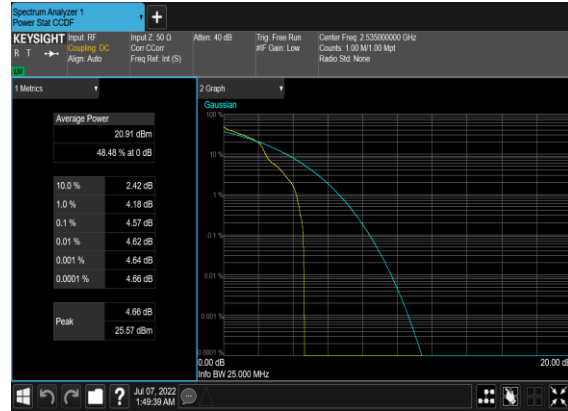 Spectrum Analyzer 1
Power Stat CCDF
KEYSIGHT
R T
LXI
Input: RF
Coupling: DC
Align: Auto
Input Z: 50 Ω
Corr CCorr
Freq Ref: Int (S)
Atten: 40 dB
Trig: Free Run
#IF Gain: Low
Center Freq: 2.535000000 GHz
Counts: 1.00 M/1.00 Mpt
Radio Std: None
1 Metrics
Average Power
20.91 dBm
48.48 % at 0 dB
10.0 % 2.42 dB
1.0 % 4.18 dB
0.1 % 4.57 dB
0.01 % 4.62 dB
0.001 % 4.64 dB
0.0001 % 4.66 dB
Peak
4.66 dB
25.57 dBm
2 Graph
Gaussian
100 %
10 %
1 %
0.1 %
0.01 %
0.001 %
0.0001 %
0.00 dB
20.00 dB
Info BW 25.000 MHz
?
Jul 07, 2022
1:49:39 AM